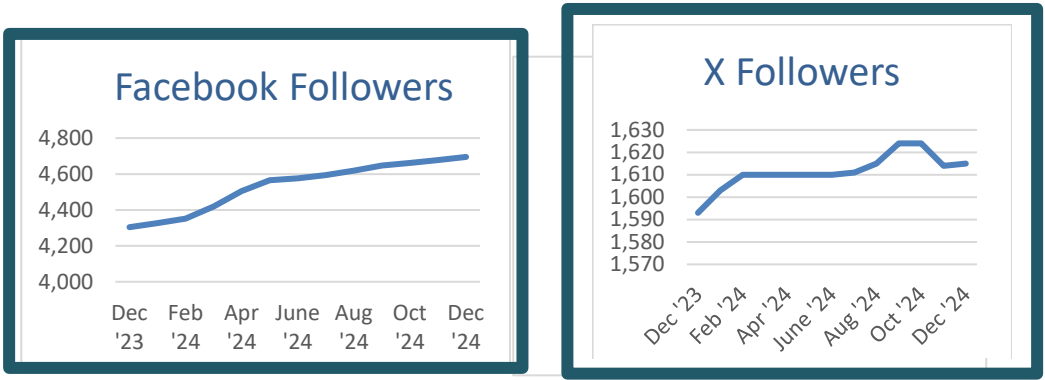 Facebook Followers
4,800
4,600
4,400
4,200
4,000
Dec '23
Feb '24
Apr '24
June '24
Aug '24
Oct '24
Dec '24
X Followers
1,630
1,620
1,610
1,600
1,590
1,580
1,570
Dec '23
Feb '24
Apr '24
June '24
Aug '24
Oct '24
Dec '24